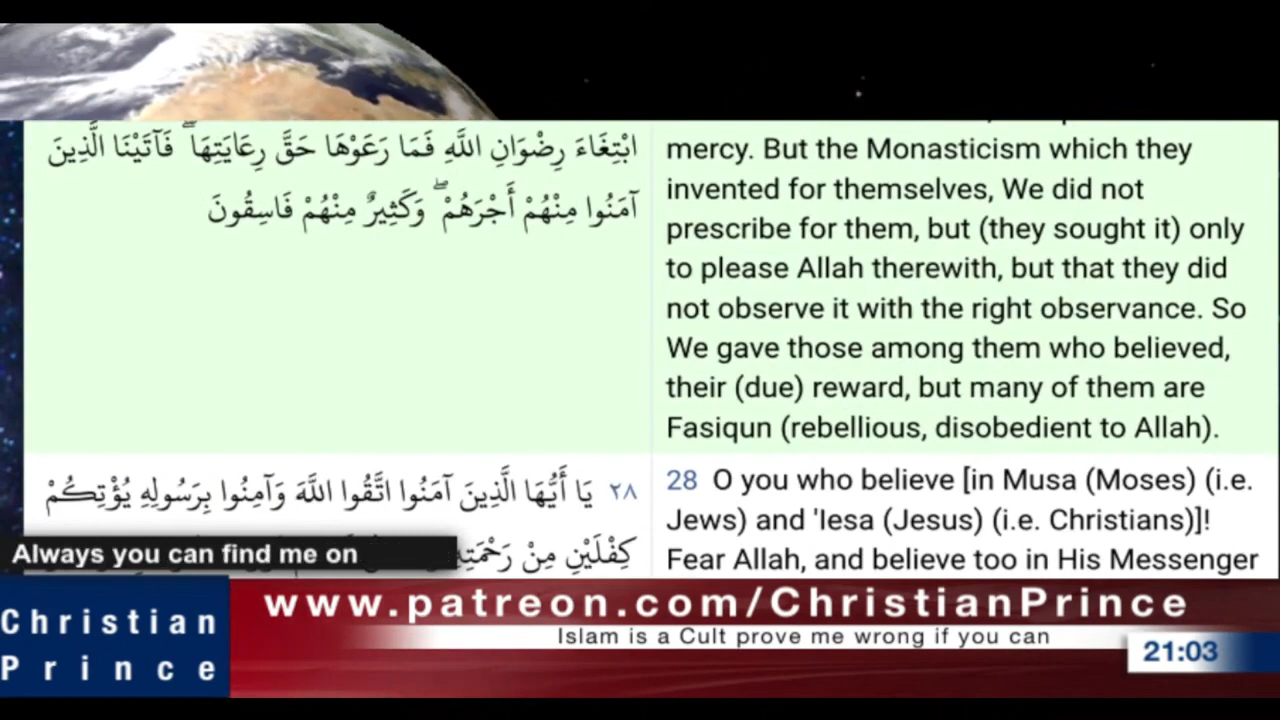 ابْتِغَاءَ رِضْوَانِ اللَّهِ فَمَا رَعَوْهَا حَقَّ رِعَايَتِهَا ۖ فَآتَيْنَا الَّذِينَ
آمَنُوا مِنْهُمْ أَجْرَهُمْ ۖ وَكَثِيرٌ مِنْهُمْ فَاسِقُونَ
mercy. But the Monasticism which they
invented for themselves, We did not
prescribe for them, but (they sought it) only
to please Allah therewith, but that they did
not observe it with the right observance. So
We gave those among them who believed,
their (due) reward, but many of them are
Fasiqun (rebellious, disobedient to Allah).
٢٨ يَا أَيُّهَا الَّذِينَ آمَنُوا اتَّقُوا اللَّهَ وَآمِنُوا بِرَسُولِهِ يُؤْتِكُمْ
كِفْلَيْنِ مِنْ رَحْمَتِهِ
28 O you who believe [in Musa (Moses) (i.e.
Jews) and 'Iesa (Jesus) (i.e. Christians)]!
Fear Allah, and believe too in His Messenger
Always you can find me on
Christian
Prince
www.patreon.com/ChristianPrince
Islam is a Cult prove me wrong if you can
21:03